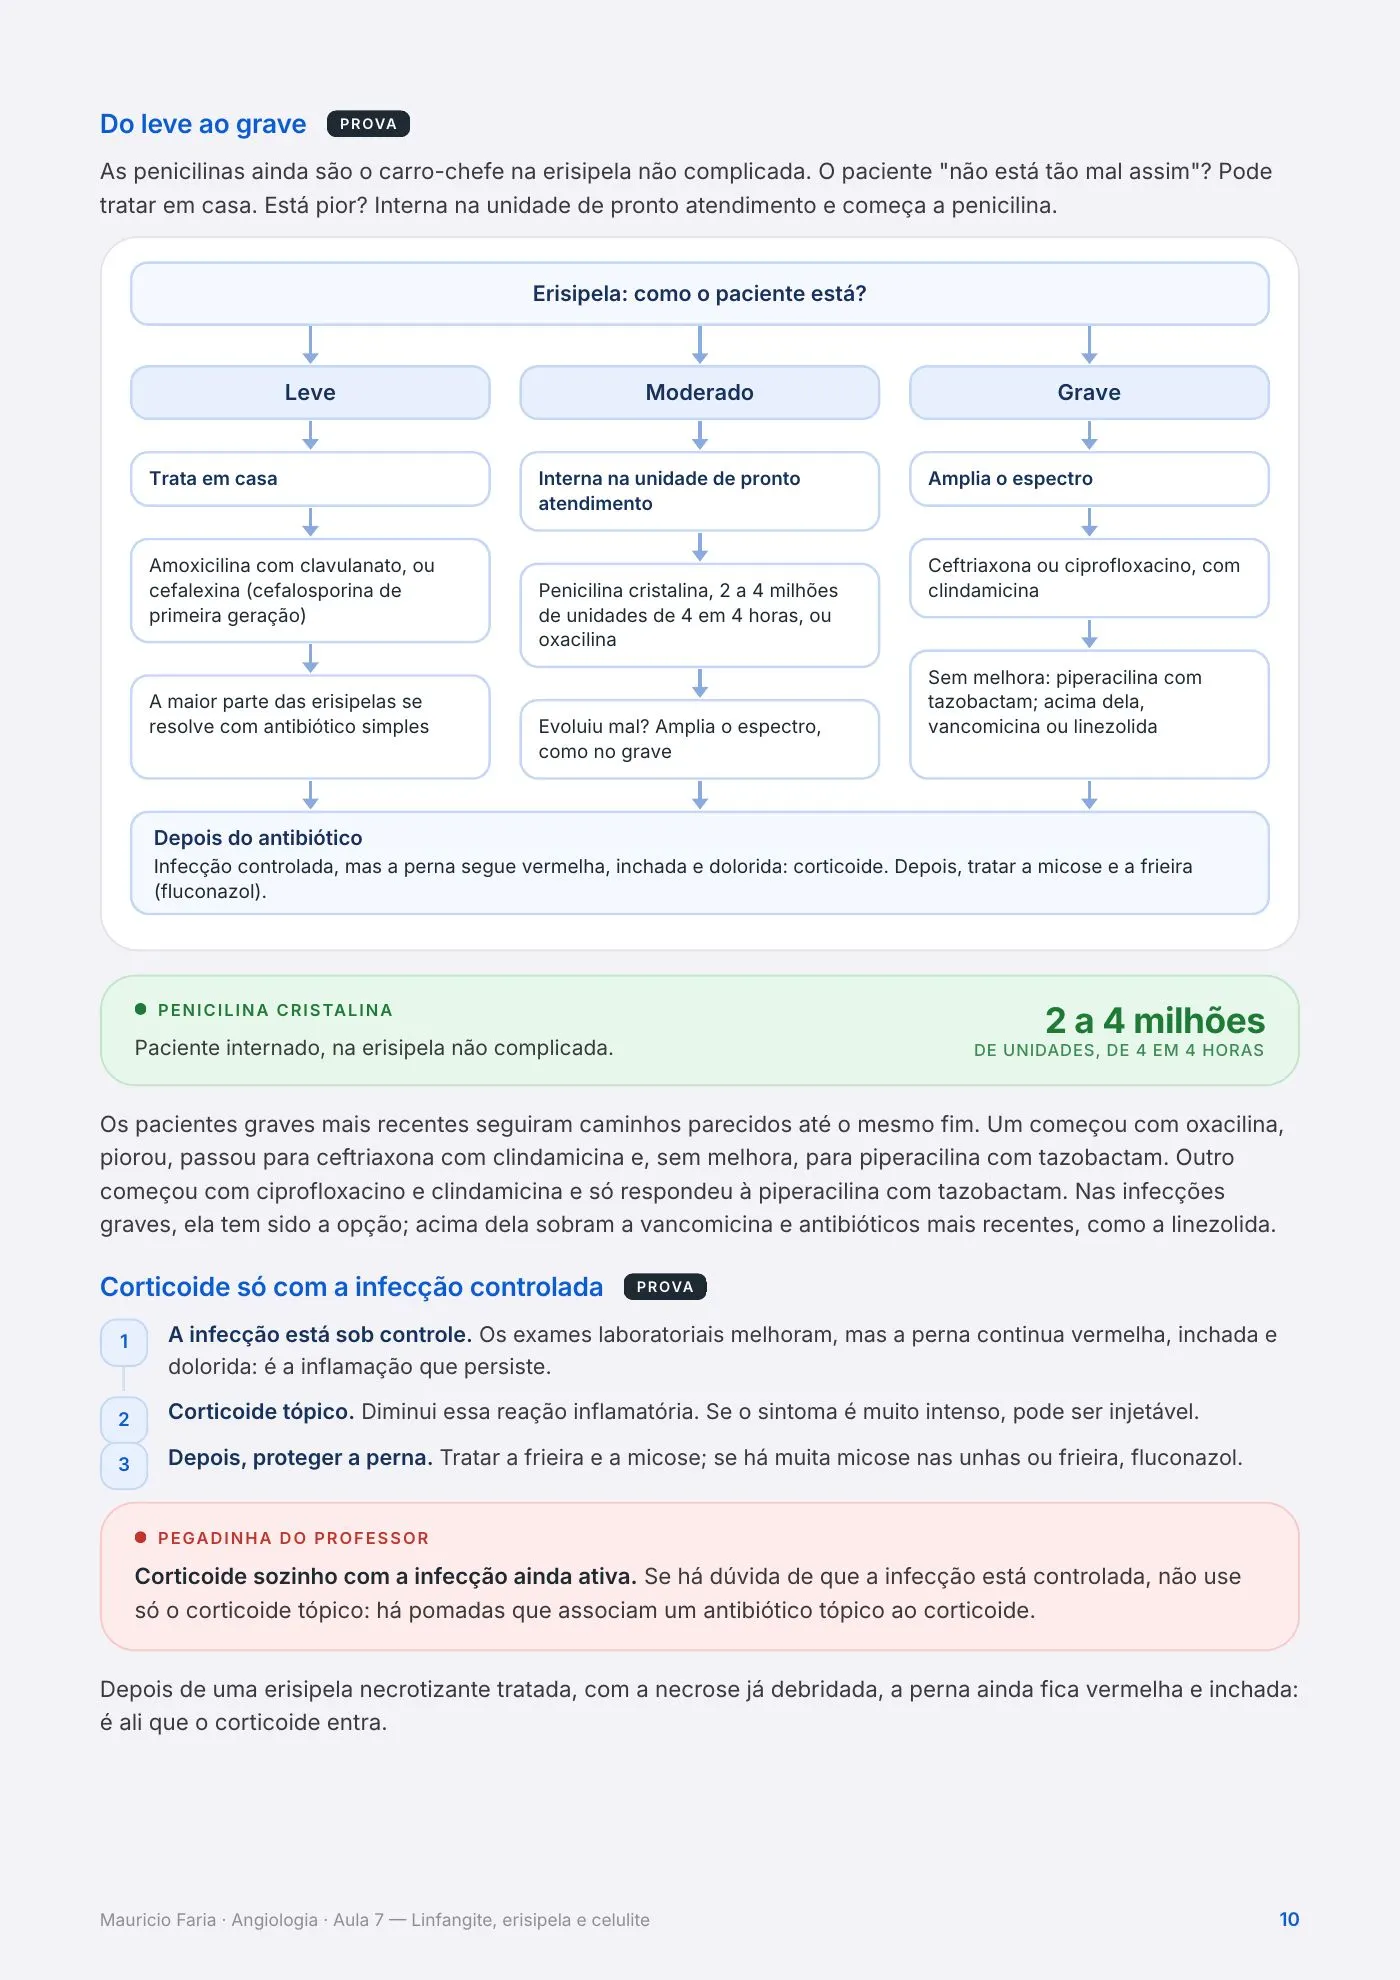 Do leve ao grave PROVA
As penicilinas ainda são o carro-chefe na erisipela não complicada. O paciente "não está tão mal assim"? Pode
tratar em casa. Está pior? Interna na unidade de pronto atendimento e começa a penicilina.
Erisipela: como o paciente está?
Leve
Trata em casa
Amoxicilina com clavulanato, ou
cefalexina (cefalosporina de
primeira geração)
A maior parte das erisipelas se
resolve com antibiótico simples
Moderado
Interna na unidade de pronto
atendimento
Penicilina cristalina, 2 a 4 milhões
de unidades de 4 em 4 horas, ou
oxacilina
Evoluiu mal? Amplia o espectro,
como no grave
Grave
Amplia o espectro
Ceftriaxona ou ciprofloxacino, com
clindamicina
Sem melhora: piperacilina com
tazobactam; acima dela,
vancomicina ou linezolida
Depois do antibiótico
Infecção controlada, mas a perna segue vermelha, inchada e dolorida: corticoide. Depois, tratar a micose e a frieira
(fluconazol).
PENICILINA CRISTALINA
Paciente internado, na erisipela não complicada.
2 a 4 milhões
DE UNIDADES, DE 4 EM 4 HORAS
Os pacientes graves mais recentes seguiram caminhos parecidos até o mesmo fim. Um começou com oxacilina,
piorou, passou para ceftriaxona com clindamicina e, sem melhora, para piperacilina com tazobactam. Outro
começou com ciprofloxacino e clindamicina e só respondeu à piperacilina com tazobactam. Nas infecções
graves, ela tem sido a opção; acima dela sobram a vancomicina e antibióticos mais recentes, como a linezolida.
Corticoide só com a infecção controlada PROVA
1 A infecção está sob controle. Os exames laboratoriais melhoram, mas a perna continua vermelha, inchada e
dolorida: é a inflamação que persiste.
2 Corticoide tópico. Diminui essa reação inflamatória. Se o sintoma é muito intenso, pode ser injetável.
3 Depois, proteger a perna. Tratar a frieira e a micose; se há muita micose nas unhas ou frieira, fluconazol.
PEGADINHA DO PROFESSOR
Corticoide sozinho com a infecção ainda ativa. Se há dúvida de que a infecção está controlada, não use
só o corticoide tópico: há pomadas que associam um antibiótico tópico ao corticoide.
Depois de uma erisipela necrotizante tratada, com a necrose já debridada, a perna ainda fica vermelha e inchada:
é ali que o corticoide entra.
Mauricio Faria · Angiologia · Aula 7 — Linfangite, erisipela e celulite 10